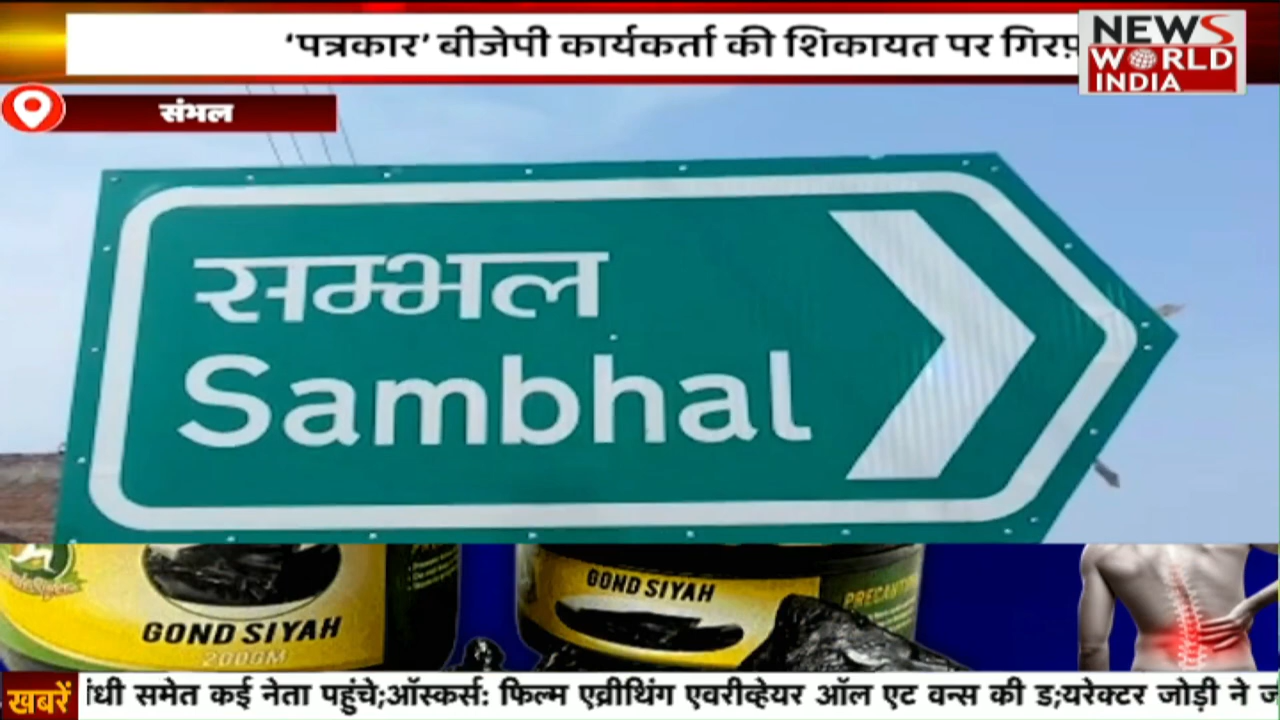 ‘पत्रकार’ बीजेपी कार्यकर्ता की शिकायत पर
NEWS
WORLD
INDIA
संभल
सम्भल
Sambhal
GOND SIYAH
200GM
GOND SIYAH
खबरें
समेत कई नेता पहुंचे;ऑस्कर्स: फिल्म एव्रीथिंग एवरीव्हेयर ऑल एट वन्स की ड;यरेक्टर जोड़ी ने